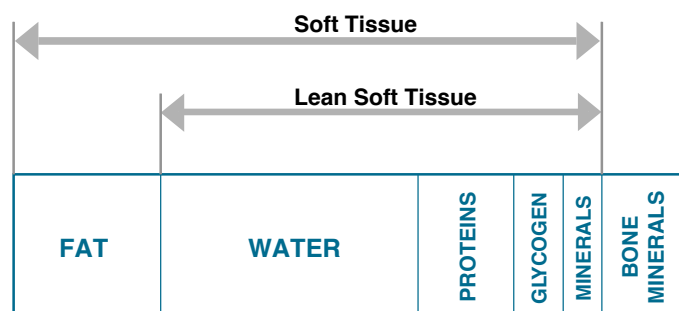 Soft Tissue
Lean Soft Tissue
FAT
WATER
PROTEINS
GLYCOGEN
MINERALS
BONE
MINERALS